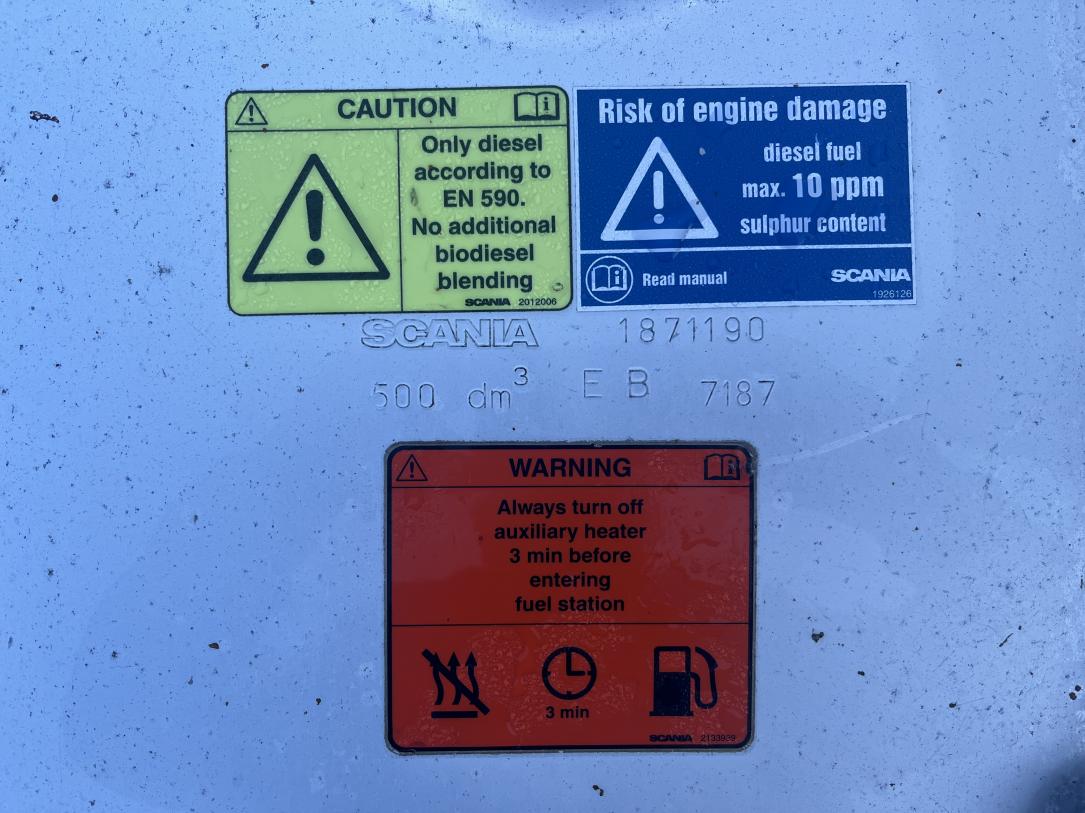 CAUTION
Only diesel
according to
EN 590.
No additional
biodiesel
blending
SCANIA 2012006
Risk of engine damage
diesel fuel
max. 10 ppm
sulphur content
Read manual
SCANIA
1926126
SCANIA 1871190
500 dm³ E B 7187
WARNING
Always turn off
auxiliary heater
3 min before
entering
fuel station
3 min
SCANIA 2133939